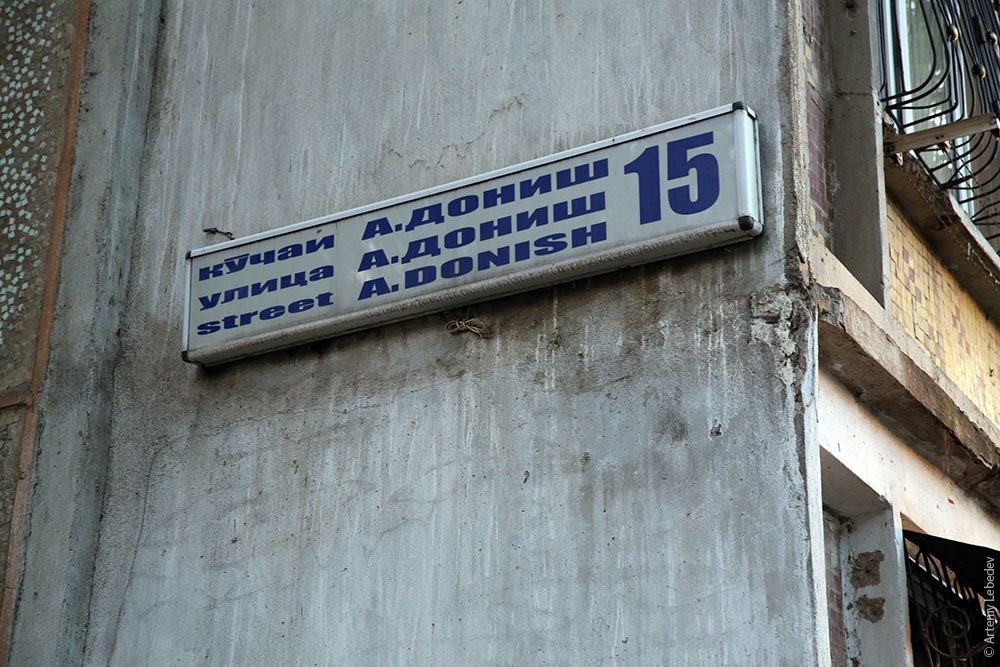 кӯчаи А.ДОНИШ 15
улица А.ДОНИШ
street A.DONISH
© Artemy Lebedev